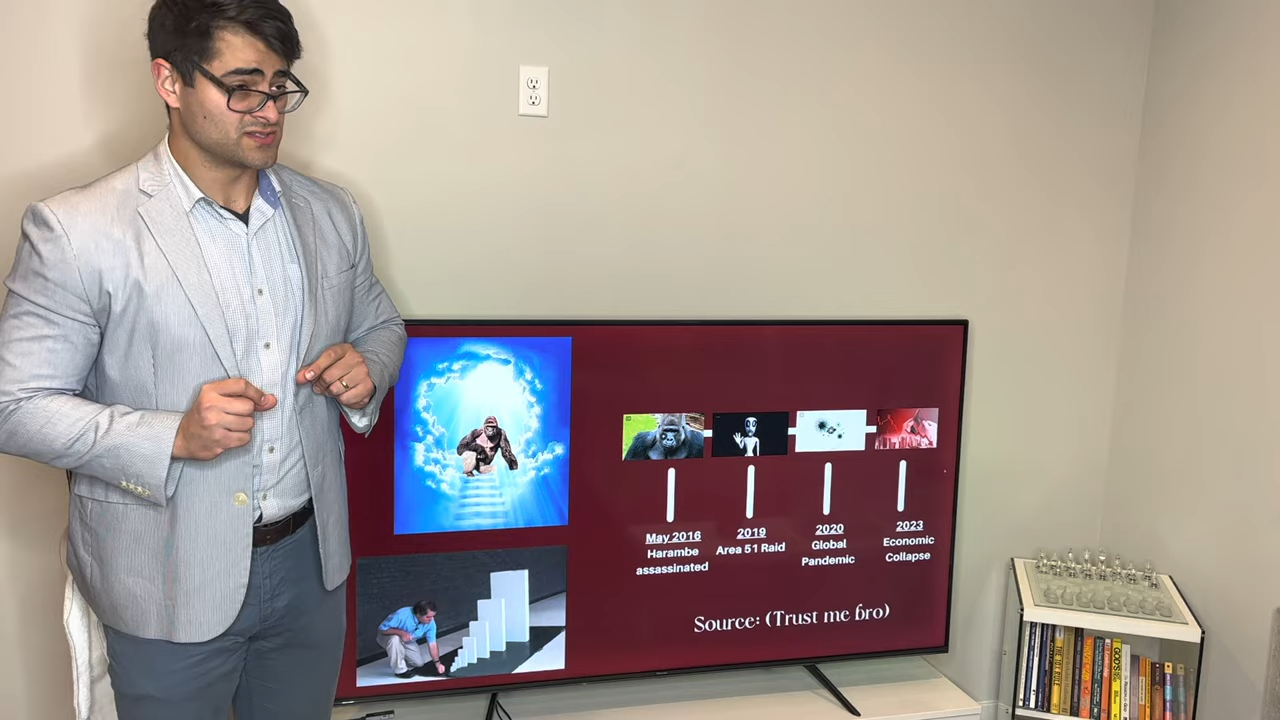 May 2016
Harambe
assassinated
2019
Area 51 Raid
2020
Global
Pandemic
2023
Economic
Collapse
Source: (Trust me bro)